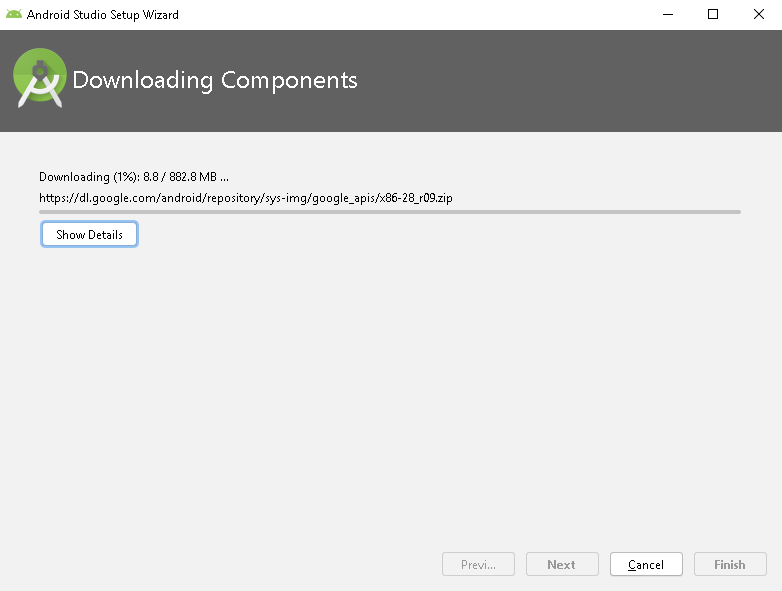 Android Studio Setup Wizard
Downloading Components
Downloading (1%): 8.8 / 882.8 MB ...
https://dl.google.com/android/repository/sys-img/google_apis/x86-28_r09.zip
Show Details
Previ... Next Cancel Finish